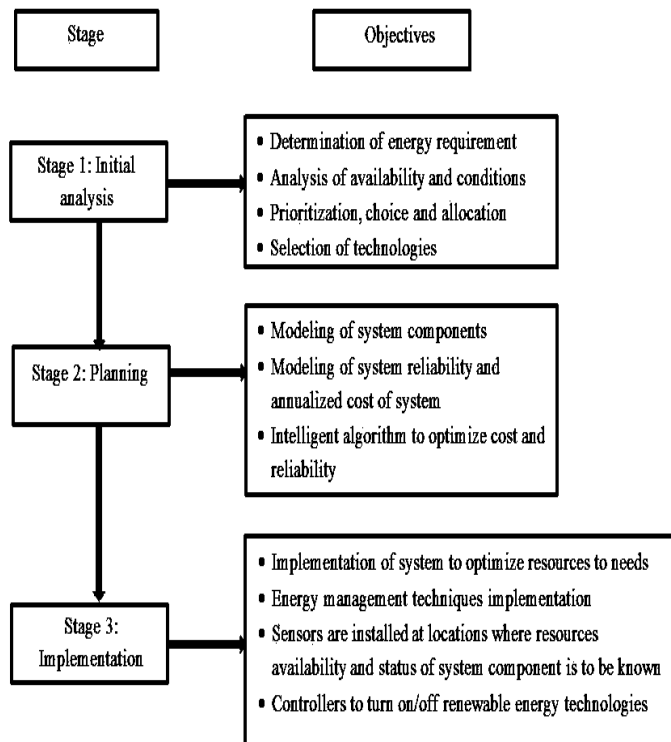 Stage
Objectives
Stage 1: Initial
analysis
• Determination of energy requirement
• Analysis of availability and conditions
• Prioritization, choice and allocation
• Selection of technologies
Stage 2: Planning
• Modeling of system components
• Modeling of system reliability and
annualized cost of system
• Intelligent algorithm to optimize cost and
reliability
Stage 3:
Implementation
• Implementation of system to optimize resources to needs
• Energy management techniques implementation
• Sensors are installed at locations where resources
availability and status of system component is to be known
• Controllers to turn on/off renewable energy technologies